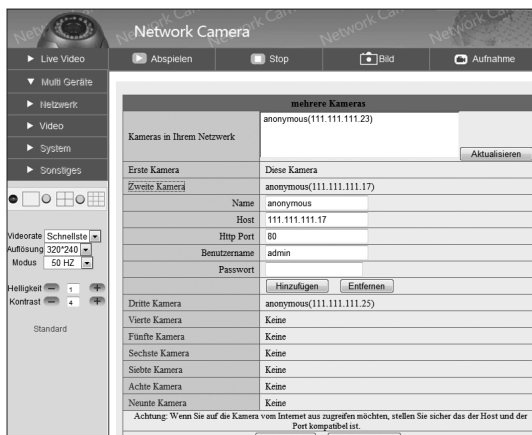 Network Camera
Live Video
Abspielen
Stop
Bild
Aufnahme
Multi Geräte
Netzwerk
Video
System
Sonstiges
Videorate Schnellste
Auflösung 320*240
Modus 50 HZ
Helligkeit 1
Kontrast 4
Standard
mehrere Kameras
Kameras in Ihrem Netzwerk
anonymous(111.111.111.23)
Aktualisieren
Erste Kamera Diese Kamera
Zweite Kamera anonymous(111.111.111.17)
Name anonymous
Host 111.111.111.17
Http Port 80
Benutzername admin
Passwort
Hinzufügen Entfernen
Dritte Kamera anonymous(111.111.111.25)
Vierte Kamera Keine
Fünfte Kamera Keine
Sechste Kamera Keine
Siebte Kamera Keine
Achte Kamera Keine
Neunte Kamera Keine
Achtung: Wenn Sie auf die Kamera vom Internet aus zugreifen möchten, stellen Sie sicher das der Host und der
Port kompatibel ist.